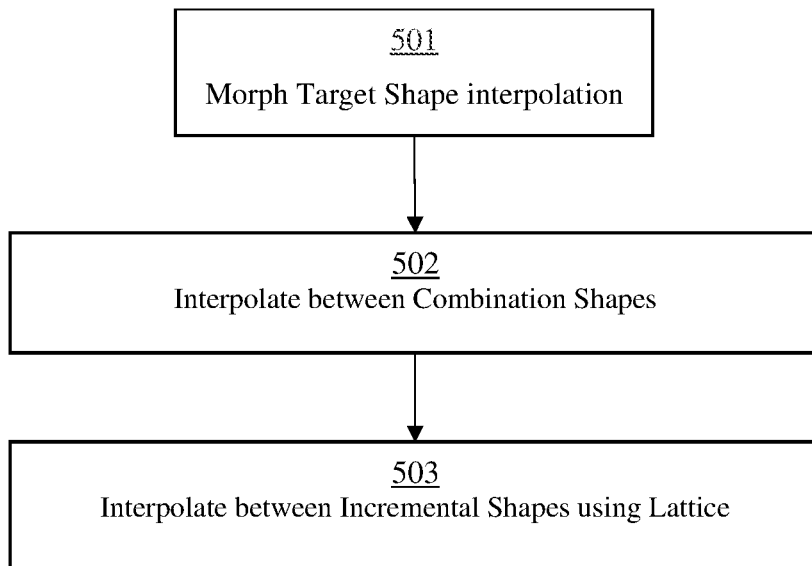 501
Morph Target Shape interpolation
502
Interpolate between Combination Shapes
503
Interpolate between Incremental Shapes using Lattice